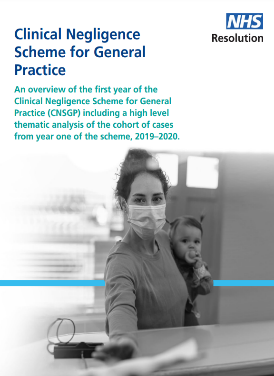 Clinical Negligence
Scheme for General
Practice
NHS
Resolution
An overview of the first year of the
Clinical Negligence Scheme for General
Practice (CNSGP) including a high level
thematic analysis of the cohort of cases
from year one of the scheme, 2019–2020.